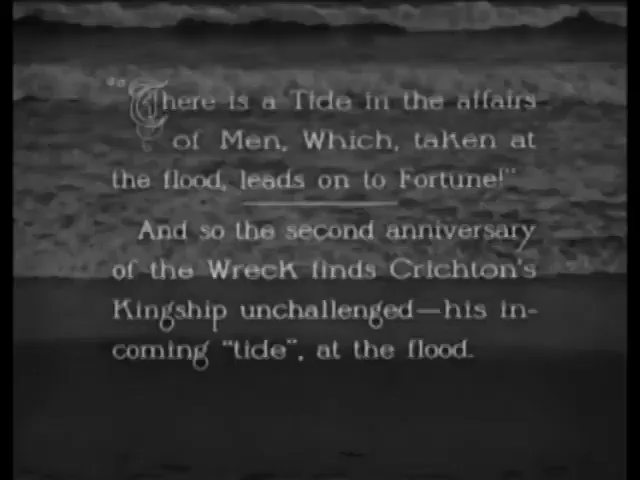 "There is a Tide in the affairs
of Men, Which, taken at
the flood, leads on to Fortune!"
And so the second anniversary
of the Wreck finds Crichton's
Kingship unchallenged—his in-
coming "tide", at the flood.